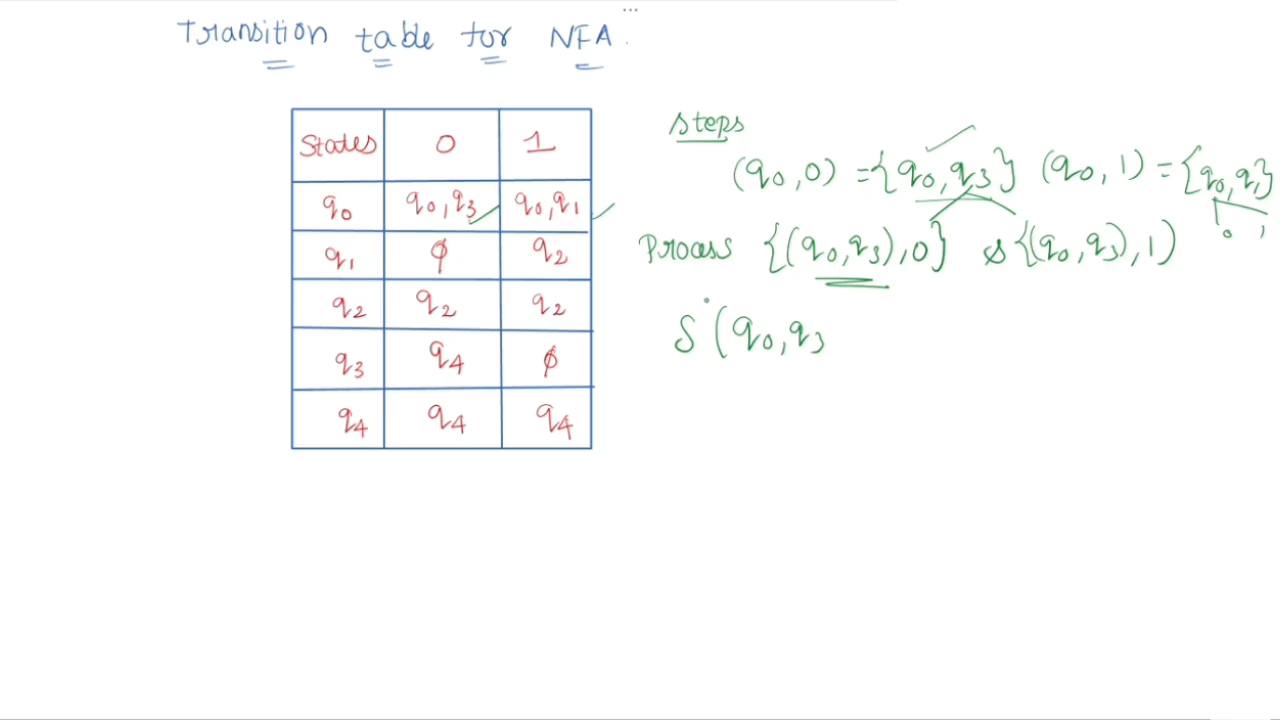 Transition table for NFA.
States 0 1
q0 q0,q3 q0,q1
q1 ϕ q2
q2 q2 q2
q3 q4 ϕ
q4 q4 q4
steps
(q0,0) = {q0,q3} (q0,1) = {q0,q1}
0 1
Process {(q0,q3),0} & {(q0,q3),1)
δ'(q0,q3